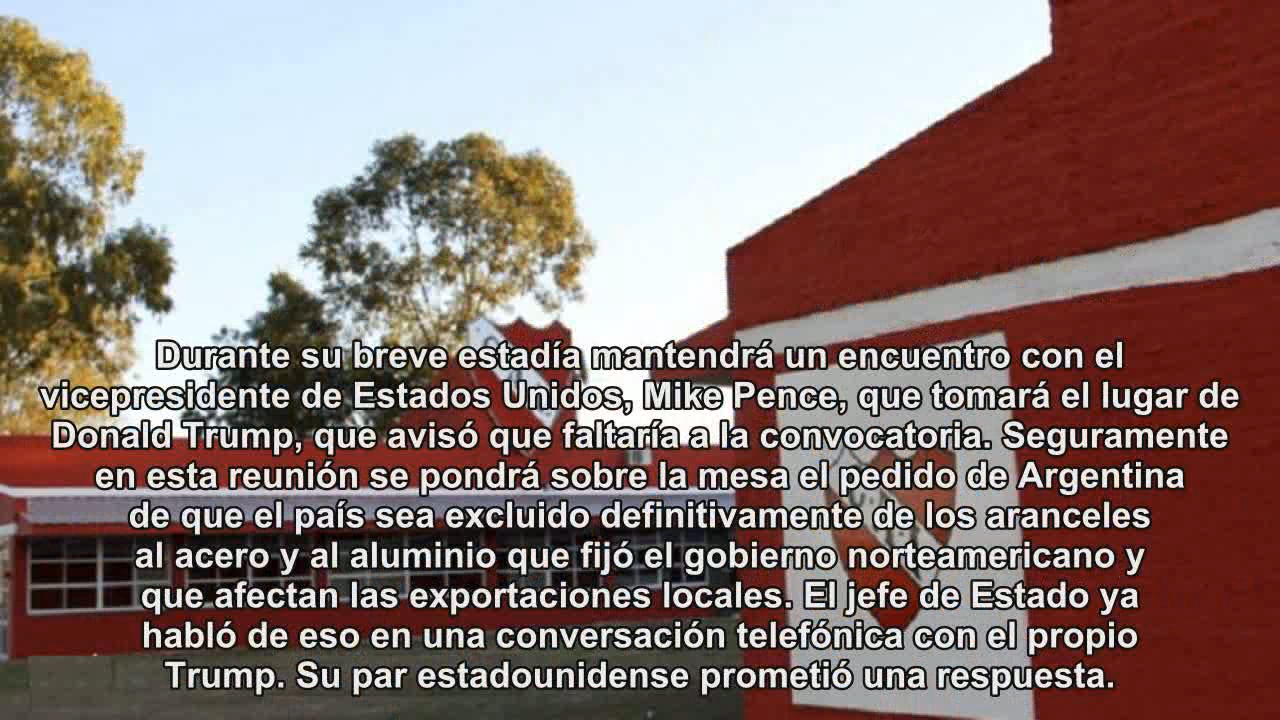 Durante su breve estadía mantendrá un encuentro con el
vicepresidente de Estados Unidos, Mike Pence, que tomará el lugar de
Donald Trump, que avisó que faltaría a la convocatoria. Seguramente
en esta reunión se pondrá sobre la mesa el pedido de Argentina
de que el país sea excluido definitivamente de los aranceles
al acero y al aluminio que fijó el gobierno norteamericano y
que afectan las exportaciones locales. El jefe de Estado ya
habló de eso en una conversación telefónica con el propio
Trump. Su par estadounidense prometió una respuesta.